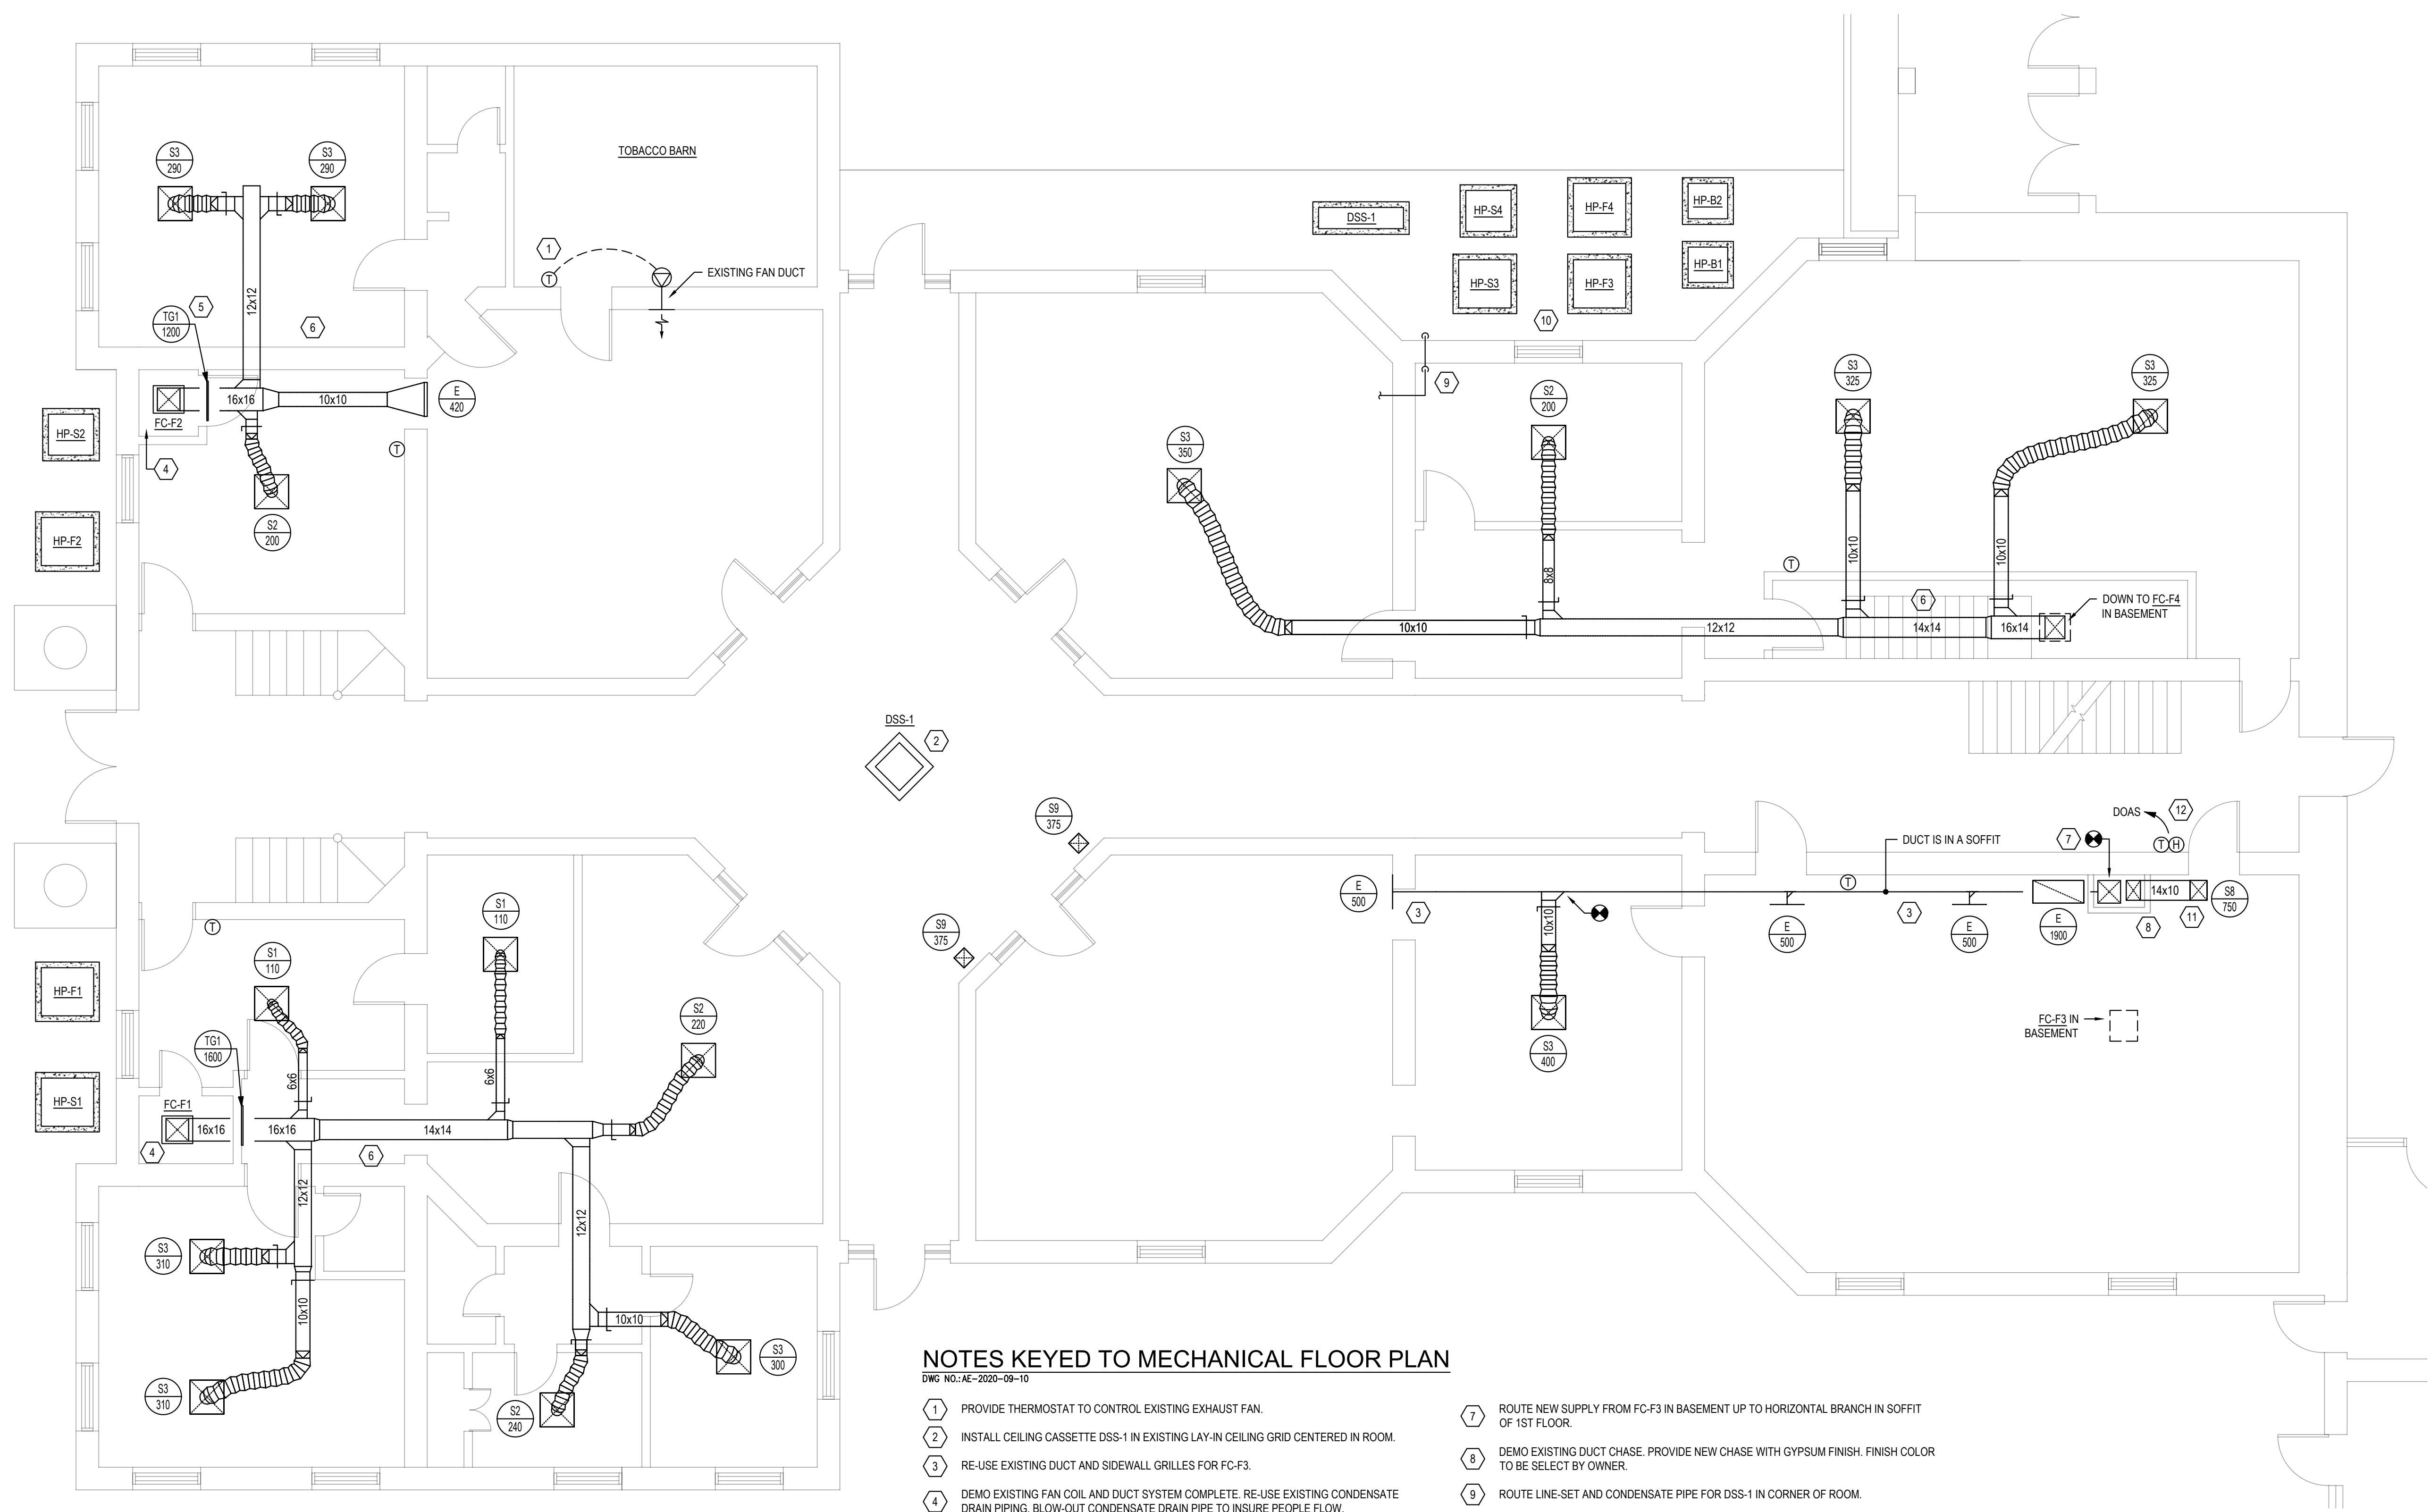 TOBACCO BARN
S3
290
S3
290
DSS-1
HP-S4
HP-F4
HP-B2
1
T
EXISTING FAN DUCT
HP-S3
HP-F3
HP-B1
12x12
5
TG1
1200
6
10
9
S3
325
S3
325
16x16
10x10
E
420
FC-F2
S2
200
HP-S2
T
4
S3
350
S2
200
HP-F2
10x10
10x10
8x8
T
6
DOWN TO FC-F4
IN BASEMENT
10x10
12x12
14x14
16x14
DSS-1
2
S9
375
DOAS
12
DUCT IS IN A SOFFIT
7
T H
E
500
T
14x10
S8
750
3
3
11
8
E
500
E
500
E
1900
10x10
S1
110
S9
375
T
S1
110
HP-F1
S2
220
FC-F3 IN
BASEMENT
TG1
1600
S3
400
6x6
6x6
HP-S1
FC-F1
16x16
16x16
14x14
4
6
12x12
12x12
S3
310
10x10
10x10
S3
300
S3
310
S2
240
NOTES KEYED TO MECHANICAL FLOOR PLAN
DWG NO.: AE-2020-09-10
1 PROVIDE THERMOSTAT TO CONTROL EXISTING EXHAUST FAN.
2 INSTALL CEILING CASSETTE DSS-1 IN EXISTING LAY-IN CEILING GRID CENTERED IN ROOM.
3 RE-USE EXISTING DUCT AND SIDEWALL GRILLES FOR FC-F3.
4 DEMO EXISTING FAN COIL AND DUCT SYSTEM COMPLETE. RE-USE EXISTING CONDENSATE
DRAIN PIPING. BLOW-OUT CONDENSATE DRAIN PIPE TO INSURE PEOPLE FLOW.
7 ROUTE NEW SUPPLY FROM FC-F3 IN BASEMENT UP TO HORIZONTAL BRANCH IN SOFFIT
OF 1ST FLOOR.
8 DEMO EXISTING DUCT CHASE. PROVIDE NEW CHASE WITH GYPSUM FINISH. FINISH COLOR
TO BE SELECT BY OWNER.
9 ROUTE LINE-SET AND CONDENSATE PIPE FOR DSS-1 IN CORNER OF ROOM.